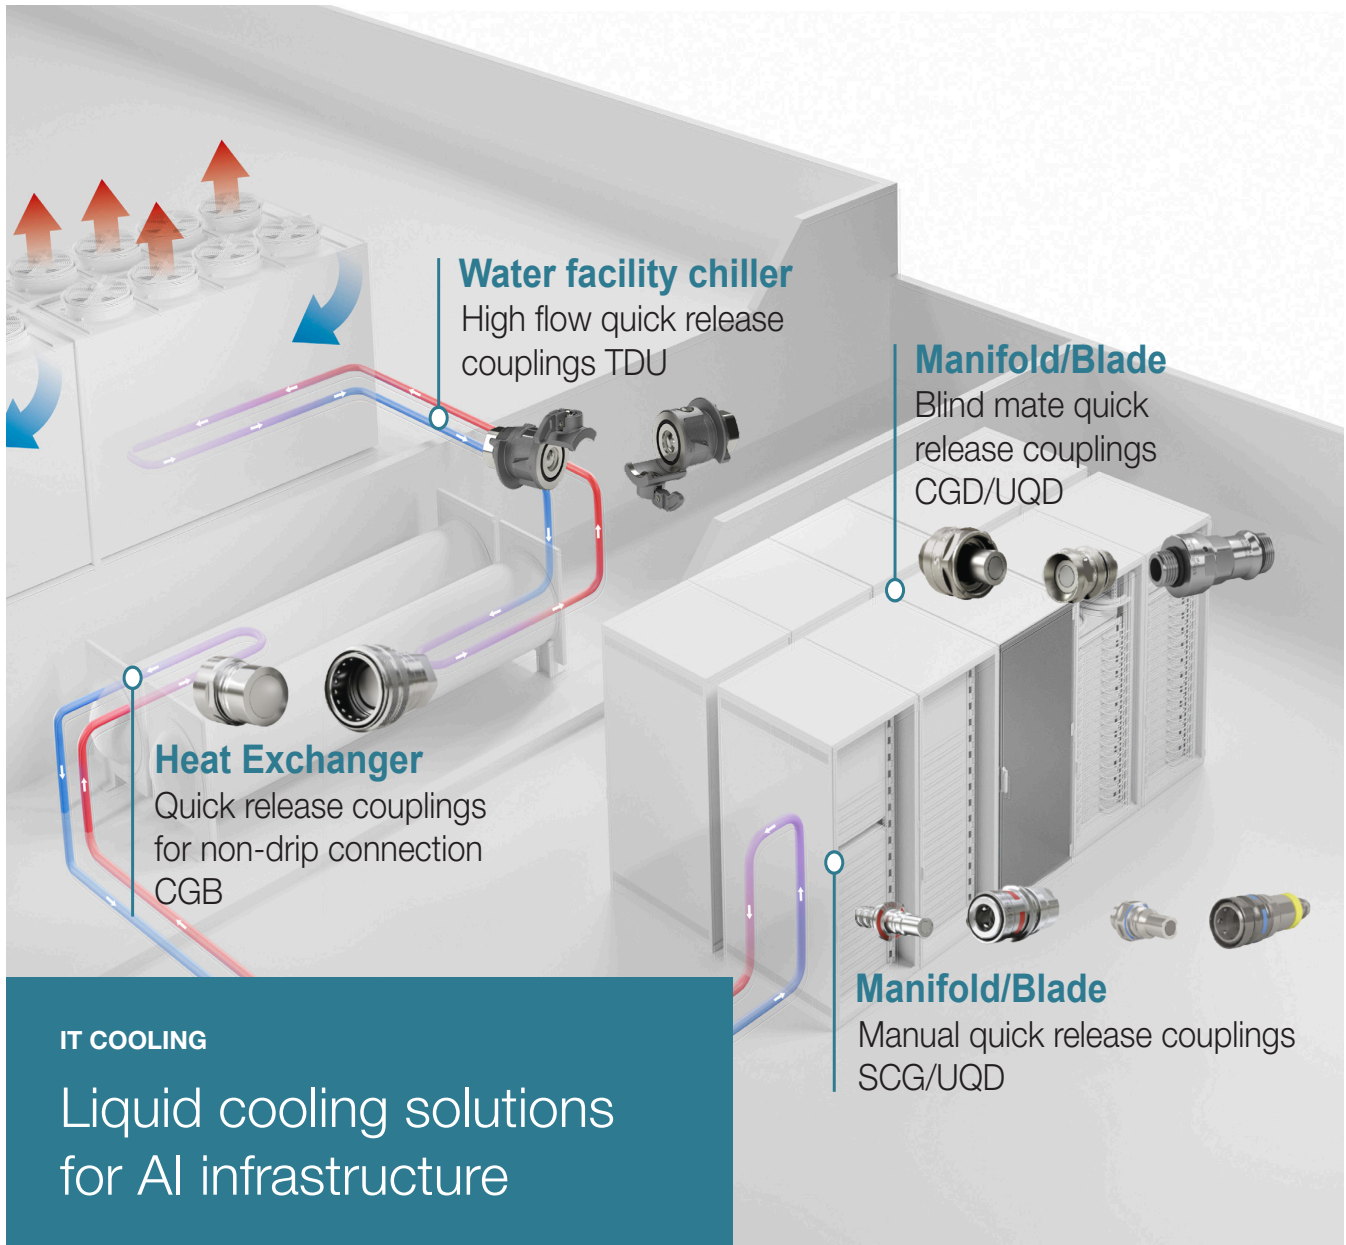 Water facility chiller
High flow quick release
couplings TDU
Manifold/Blade
Blind mate quick
release couplings
CGD/UQD
Heat Exchanger
Quick release couplings
for non-drip connection
CGB
Manifold/Blade
Manual quick release couplings
SCG/UQD
IT COOLING
Liquid cooling solutions
for AI infrastructure